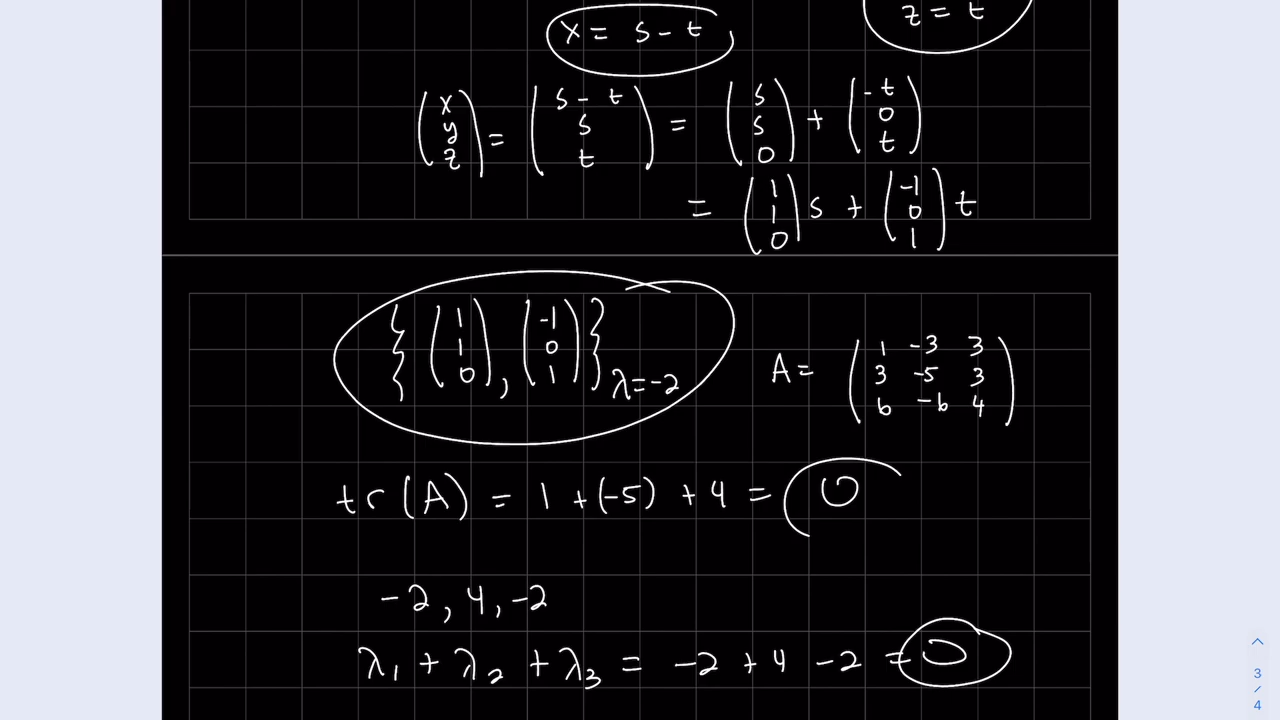 x = s - t
z = t
(x y z) = (s - t s t) = (s s 0) + (-t 0 t)
= (1 1 0) s + (-1 0 1) t
{ (1 1 0), (-1 0 1) } λ = -2
A = (1 -3 3
3 -5 3
6 -6 4)
tr(A) = 1 + (-5) + 4 = 0
-2, 4, -2
λ1 + λ2 + λ3 = -2 + 4 - 2 = 0
3 / 4